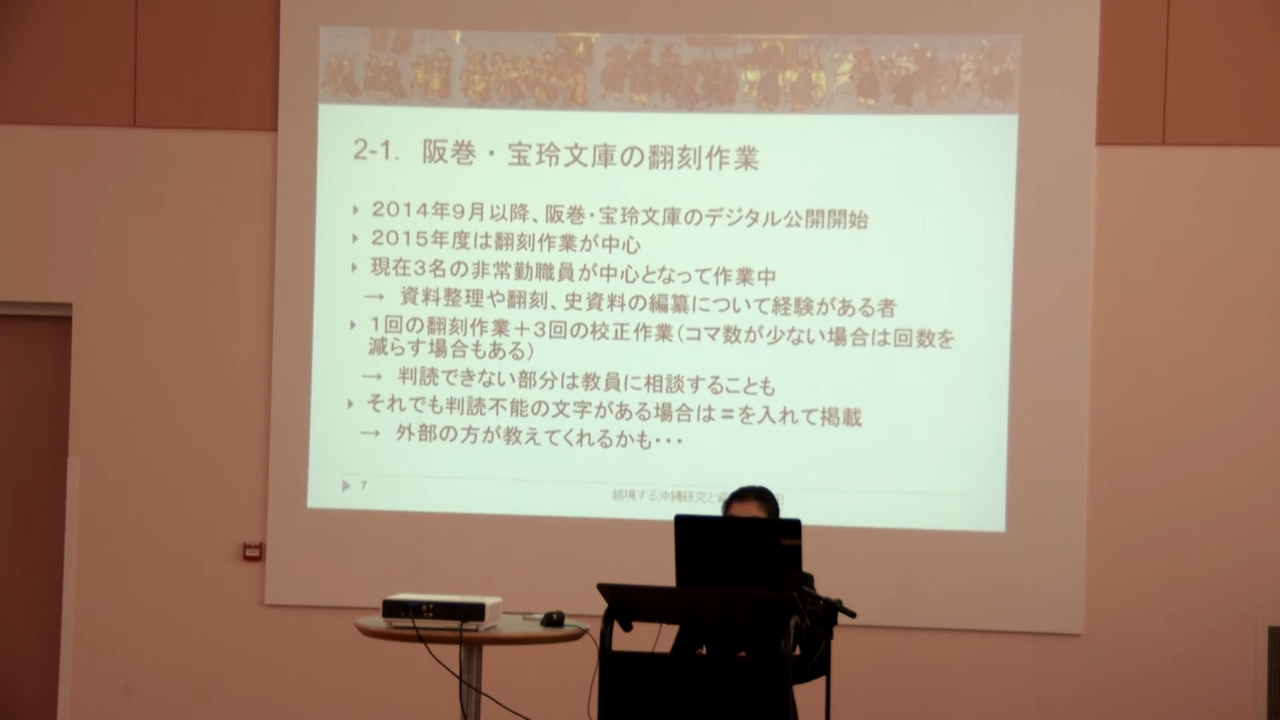 2-1. 阪巻・宝玲文庫の翻刻作業
2014年9月以降、阪巻・宝玲文庫のデジタル公開開始
2015年度は翻刻作業が中心
現在3名の非常勤職員が中心となって作業中
→ 資料整理や翻刻、史資料の編纂について経験がある者
1回の翻刻作業＋3回の校正作業（コマ数が少ない場合は回数を
減らす場合もある）
→ 判読できない部分は教員に相談することも
それでも判読不能の文字がある場合は＝を入れて掲載
→ 外部の方が教えてくれるかも・・・
7
越境する沖縄研究と